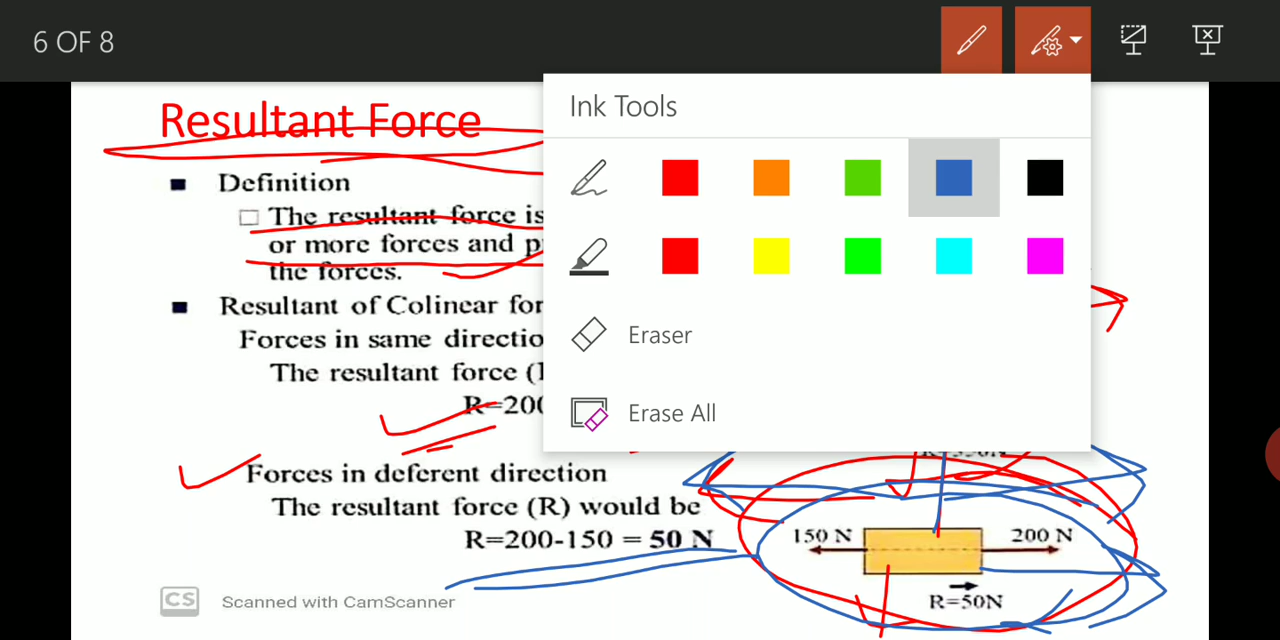 6 OF 8
Ink Tools
Resultant Force
Definition
The resultant force is
or more forces and p
the forces.
Resultant of Colinear for
Forces in same directio
The resultant force (
R=200
Eraser
Erase All
Forces in deferent direction
The resultant force (R) would be
R=200-150 = 50 N
150 N
200 N
R=50N
CS Scanned with CamScanner